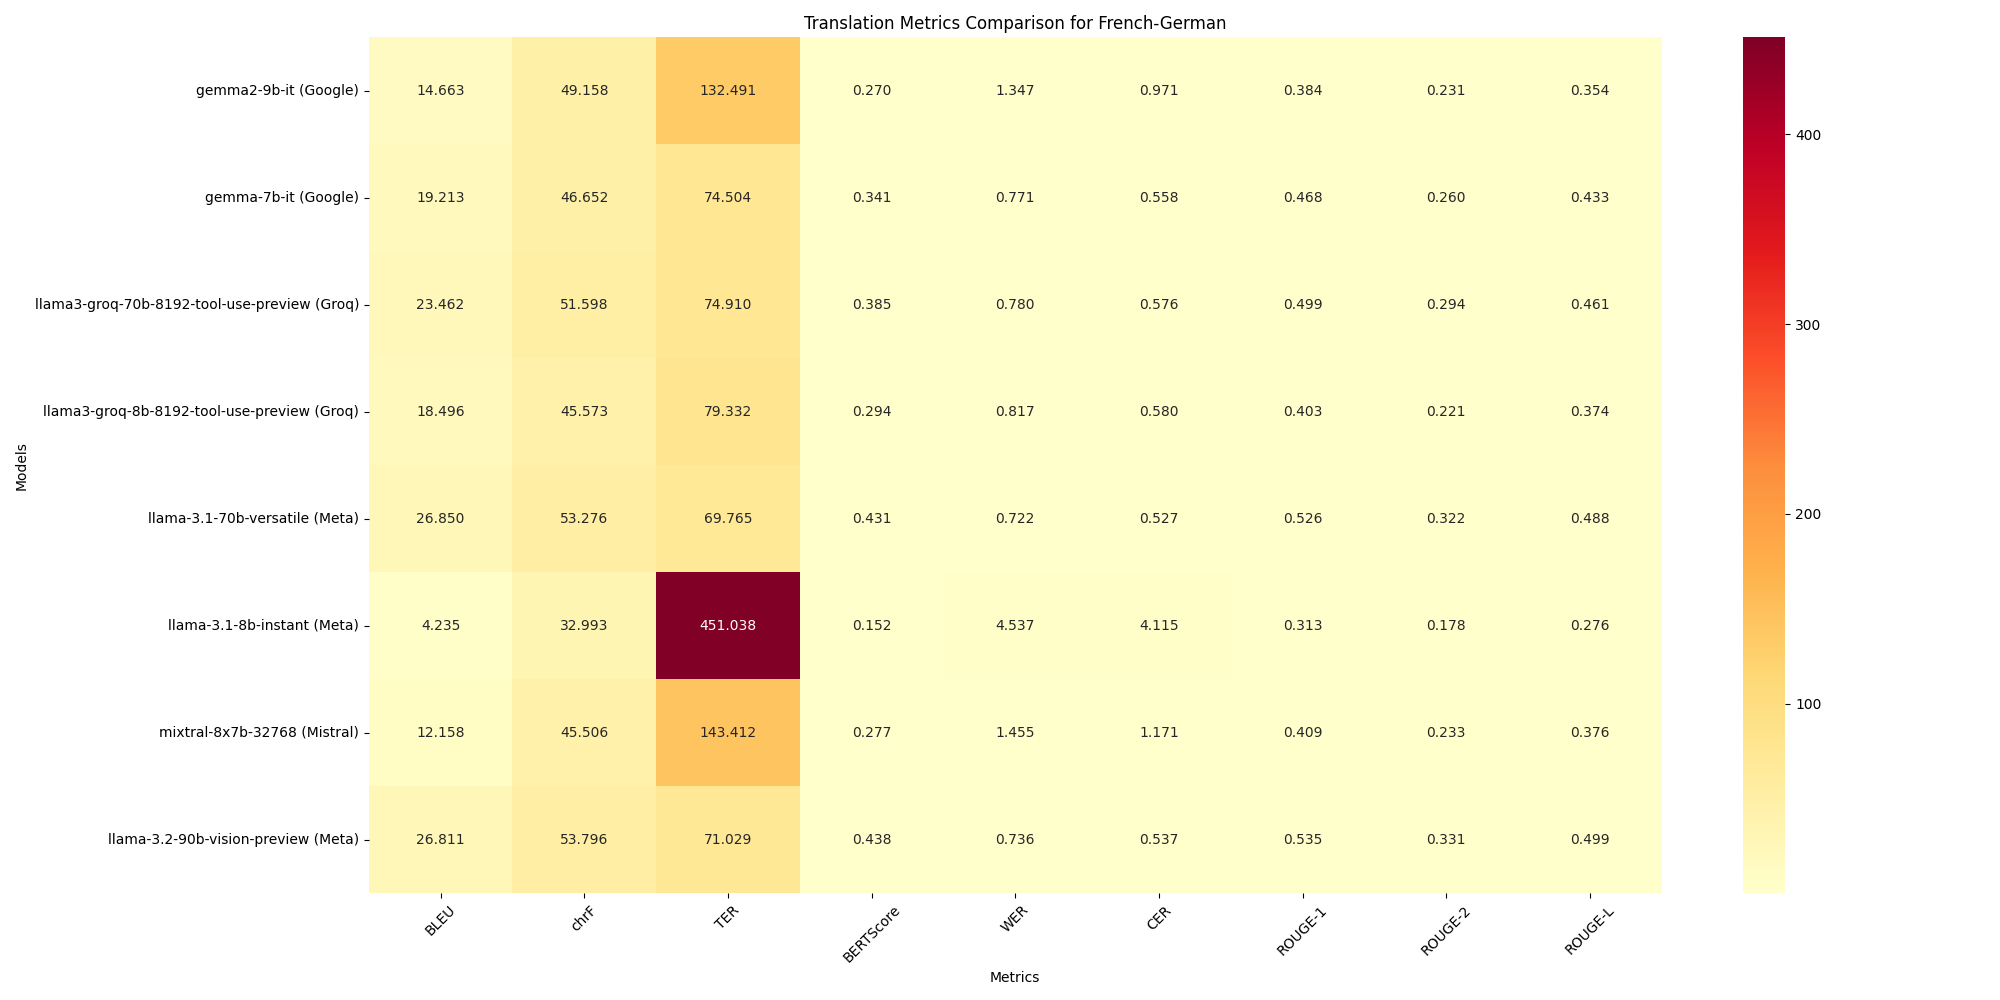 Translation Metrics Comparison for French-German
gemma2-9b-it (Google) 14.663 49.158 132.491 0.270 1.347 0.971 0.384 0.231 0.354
gemma-7b-it (Google) 19.213 46.652 74.504 0.341 0.771 0.558 0.468 0.260 0.433
llama3-groq-70b-8192-tool-use-preview (Groq) 23.462 51.598 74.910 0.385 0.780 0.576 0.499 0.294 0.461
llama3-groq-8b-8192-tool-use-preview (Groq) 18.496 45.573 79.332 0.294 0.817 0.580 0.403 0.221 0.374
llama-3.1-70b-versatile (Meta) 26.850 53.276 69.765 0.431 0.722 0.527 0.526 0.322 0.488
llama-3.1-8b-instant (Meta) 4.235 32.993 451.038 0.152 4.537 4.115 0.313 0.178 0.276
mixtral-8x7b-32768 (Mistral) 12.158 45.506 143.412 0.277 1.455 1.171 0.409 0.233 0.376
llama-3.2-90b-vision-preview (Meta) 26.811 53.796 71.029 0.438 0.736 0.537 0.535 0.331 0.499
Models
BLEU chrF TER BERTScore WER CER ROUGE-1 ROUGE-2 ROUGE-L
Metrics
400
300
200
100